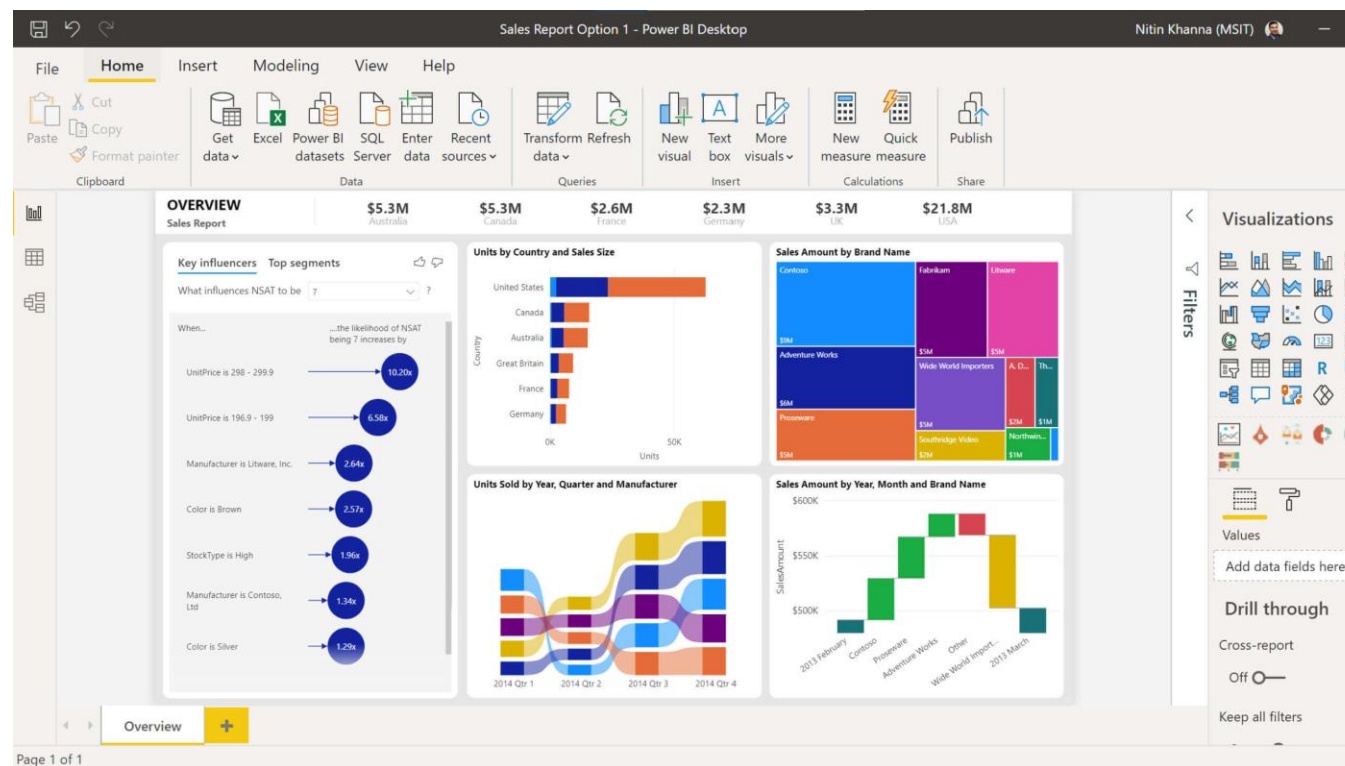 Sales Report Option 1 - Power BI Desktop
Nitin Khanna (MSIT)
File
Home
Insert
Modeling
View
Help
Paste
Cut
Copy
Format painter
Clipboard
Get data
Excel
Power BI datasets
SQL Server
Enter data
Recent sources
Data
Transform data
Refresh
Queries
New visual
Text box
More visuals
Insert
New measure
Quick measure
Calculations
Publish
Share
OVERVIEW
Sales Report
$5.3M
Australia
$5.3M
Canada
$2.6M
France
$2.3M
Germany
$3.3M
UK
$21.8M
USA
Key influencers
Top segments
What influences NSAT to be 7 ?
When...
....the likelihood of NSAT
being 7 increases by
UnitPrice is 298 - 299.9
10.20x
UnitPrice is 196.9 - 199
6.58x
Manufacturer is Litware, Inc.
2.64x
Color is Brown
2.57x
StockType is High
1.96x
Manufacturer is Contoso,
Ltd
1.34x
Color is Silver
1.29x
Units by Country and Sales Size
Country
United States
Canada
Australia
Great Britain
France
Germany
0K
50K
Units
Sales Amount by Brand Name
Contoso
$9M
Adventure Works
$6M
Proseware
$5M
Fabrikam
$5M
Litware
$5M
Wide World Importers
$5M
A. D...
$2M
Th...
$1M
Southridge Video
$2M
Northwin...
$1M
Units Sold by Year, Quarter and Manufacturer
2014 Qtr 1
2014 Qtr 2
2014 Qtr 3
2014 Qtr 4
Sales Amount by Year, Month and Brand Name
SalesAmount
$600K
$550K
$500K
2013 February
Contoso
Proseware
Adventure Works
Other
Wide World Import...
2013 March
Filters
Visualizations
123
R
Values
Add data fields here
Drill through
Cross-report
Off
Keep all filters
Overview
Page 1 of 1